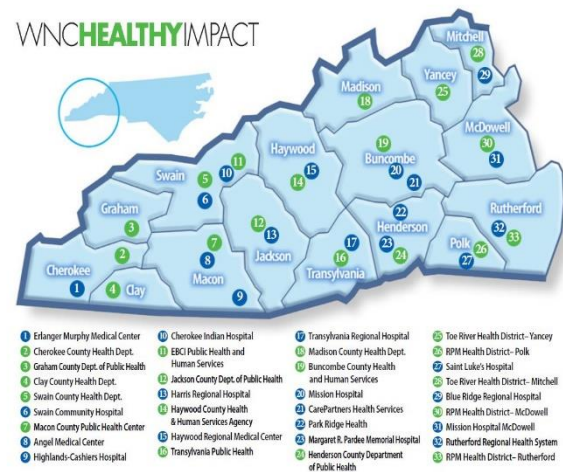 WNCHEALTHYIMPACT
Mitchell
28
29
Yancey
25
Madison
18
McDowell
30
31
Buncombe
19
20
21
Haywood
15
14
Swain
11
10
5
6
Graham
3
Jackson
12
13
Rutherford
32
33
Henderson
22
23
24
Polk
26
27
Transylvania
17
16
Macon
7
8
9
Cherokee
2
1
Clay
4
1 Erlanger Murphy Medical Center
2 Cherokee County Health Dept.
3 Graham County Dept. of Public Health
4 Clay County Health Dept.
5 Swain County Health Dept.
6 Swain Community Hospital
7 Macon County Public Health Center
8 Angel Medical Center
9 Highlands-Cashiers Hospital
10 Cherokee Indian Hospital
11 EBCI Public Health and
Human Services
12 Jackson County Dept. of Public Health
13 Harris Regional Hospital
14 Haywood County Health
& Human Services Agency
15 Haywood Regional Medical Center
16 Transylvania Public Health
17 Transylvania Regional Hospital
18 Madison County Health Dept.
19 Buncombe County Health
and Human Services
20 Mission Hospital
21 CarePartners Health Services
22 Park Ridge Health
23 Margaret R. Pardee Memorial Hospital
24 Henderson County Department
of Public Health
25 Toe River Health District– Yancey
26 RPM Health District– Polk
27 Saint Luke's Hospital
28 Toe River Health District– Mitchell
29 Blue Ridge Regional Hospital
30 RPM Health District– McDowell
31 Mission Hospital McDowell
32 Rutherford Regional Health System
33 RPM Health District– Rutherford